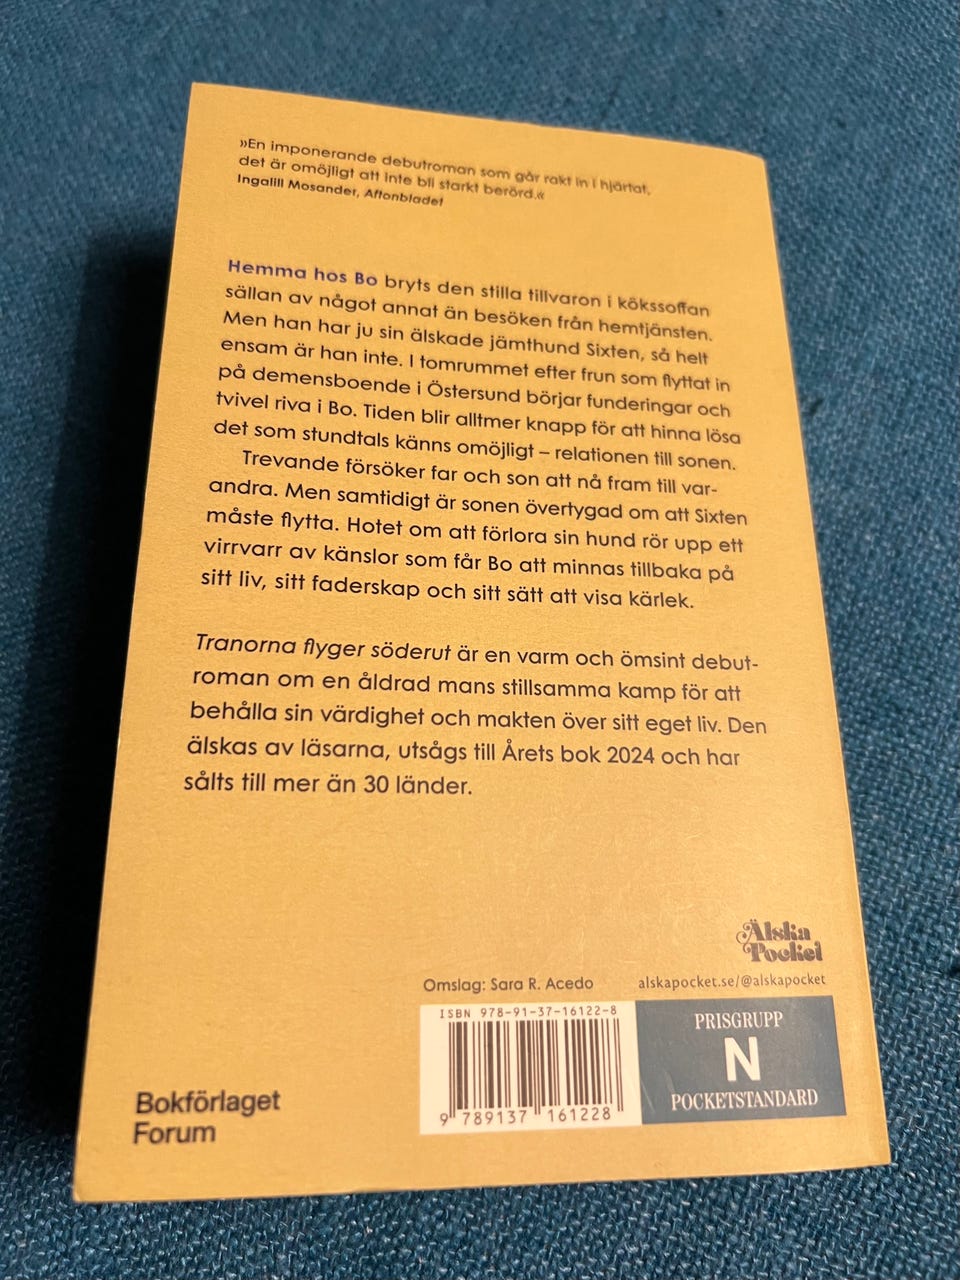 »En imponerande debutroman som går rakt in i hjärtat,
det är omöjligt att inte bli starkt berörd.«
Ingalill Mosander, Aftonbladet
Hemma hos Bo bryts den stilla tillvaron i kökssoffan
sällan av något annat än besöken från hemtjänsten.
Men han har ju sin älskade jämthund Sixten, så helt
ensam är han inte. I tomrummet efter frun som flyttat in
på demensboende i Östersund börjar funderingar och
tvivel riva i Bo. Tiden blir alltmer knapp för att hinna lösa
det som stundtals känns omöjligt – relationen till sonen.
Trevande försöker far och son att nå fram till var-
andra. Men samtidigt är sonen övertygad om att Sixten
måste flytta. Hotet om att förlora sin hund rör upp ett
virrvarr av känslor som får Bo att minnas tillbaka på
sitt liv, sitt faderskap och sitt sätt att visa kärlek.
Tranorna flyger söderut är en varm och ömsint debut-
roman om en åldrad mans stillsamma kamp för att
behålla sin värdighet och makten över sitt eget liv. Den
älskas av läsarna, utsågs till Årets bok 2024 och har
sålts till mer än 30 länder.
Älska
Pocket
Omslag: Sara R. Acedo
alskapocket.se/@alskapocket
ISBN 978-91-37-16122-8
9 789137 161228
PRISGRUPP
N
POCKETSTANDARD
Bokförlaget
Forum